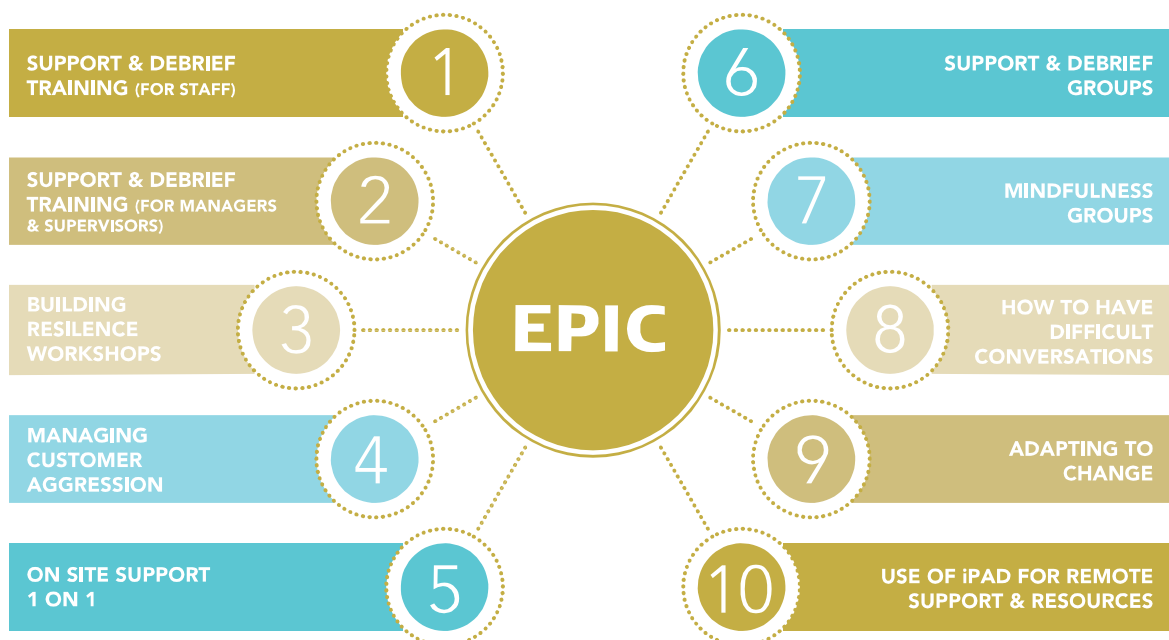 1
SUPPORT & DEBRIEF
TRAINING (FOR STAFF)
2
SUPPORT & DEBRIEF
TRAINING (FOR MANAGERS
& SUPERVISORS)
3
BUILDING
RESILENCE
WORKSHOPS
4
MANAGING
CUSTOMER
AGGRESSION
5
ON SITE SUPPORT
1 ON 1
EPIC
6
SUPPORT & DEBRIEF
GROUPS
7
MINDFULNESS
GROUPS
8
HOW TO HAVE
DIFFICULT
CONVERSATIONS
9
ADAPTING TO
CHANGE
10
USE OF iPAD FOR REMOTE
SUPPORT & RESOURCES